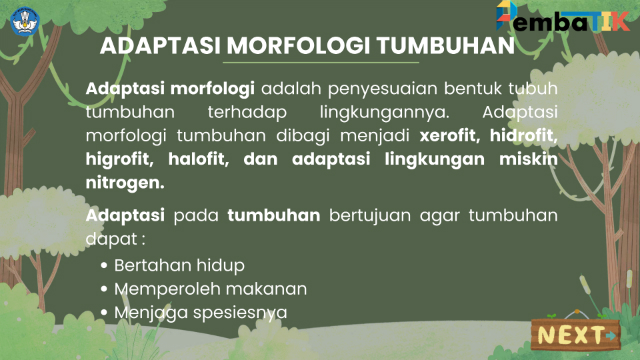 PembaTIK
ADAPTASI MORFOLOGI TUMBUHAN
Adaptasi morfologi adalah penyesuaian bentuk tubuh
tumbuhan terhadap lingkungannya. Adaptasi
morfologi tumbuhan dibagi menjadi xerofit, hidrofit,
higrofit, halofit, dan adaptasi lingkungan miskin
nitrogen.
Adaptasi pada tumbuhan bertujuan agar tumbuhan
dapat :
• Bertahan hidup
• Memperoleh makanan
• Menjaga spesiesnya
NEXT